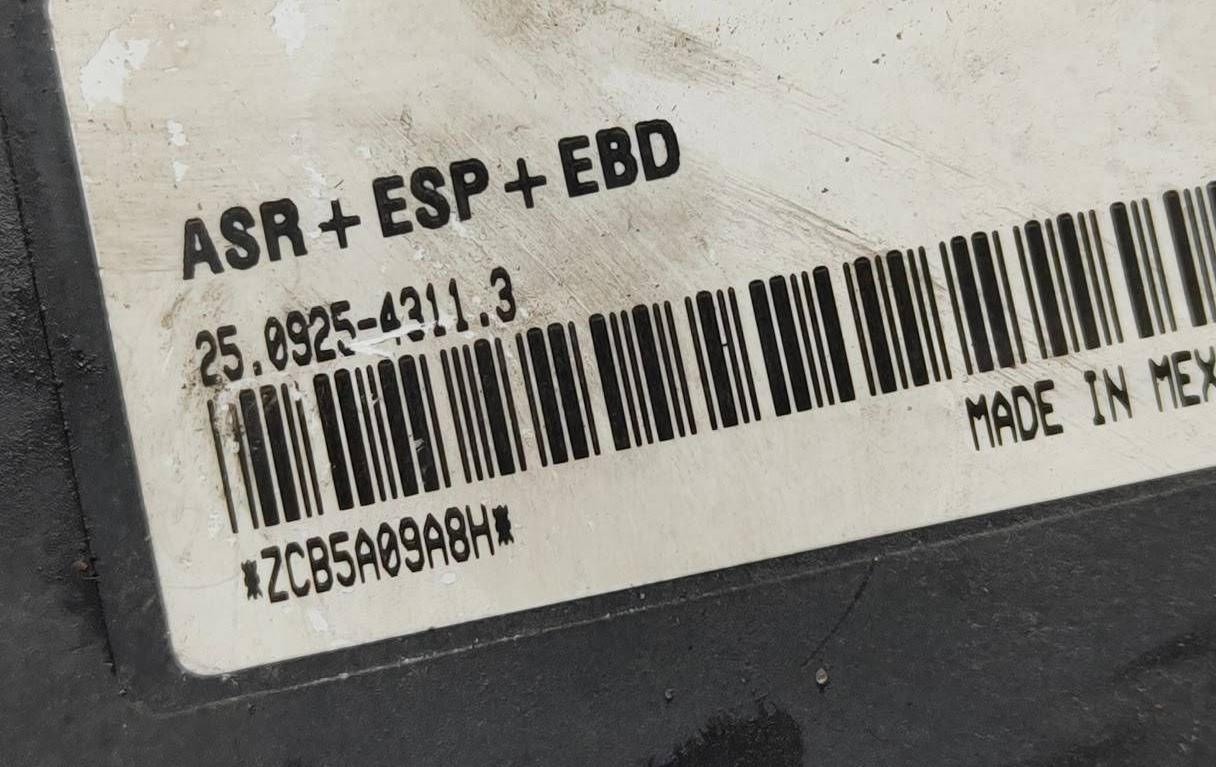 ASR + ESP + EBD
25.0925-4311.3
MADE IN MEX
*ZCB5A09A8H*